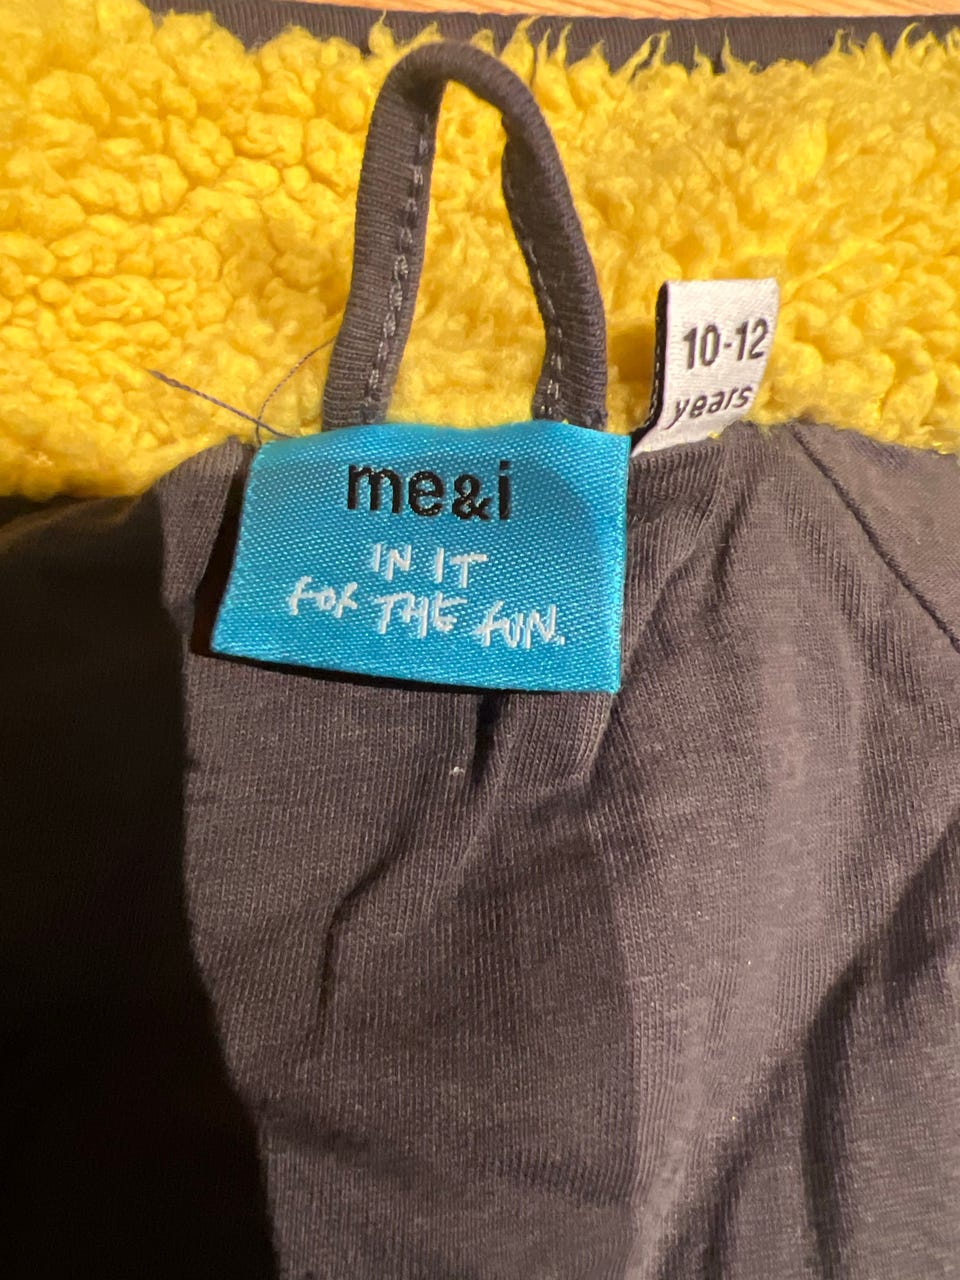 me&i
IN IT
FOR THE FUN.
10-12
years